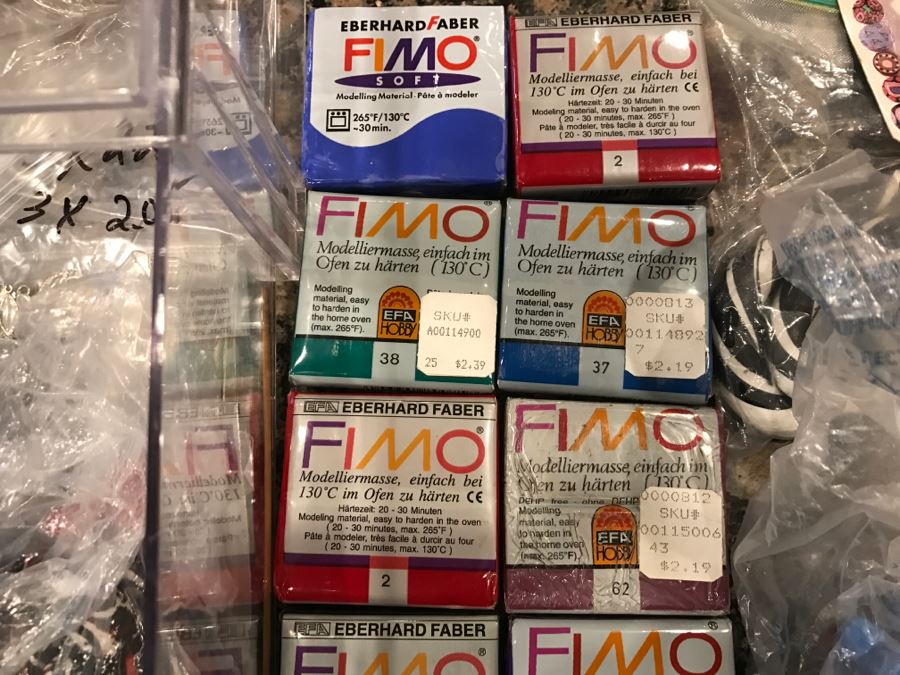 3 X 20
EBERHARD FABER
FIMO®
SOFT
Modelling Material · Pâte à modeler
265°F/130°C
~30 min.
EFA EBERHARD FABER
FIMO®
Modelliermasse, einfach bei
130°C im Ofen zu härten CE
Härtezeit: 20 - 30 Minuten
Modeling material, easy to harden in the oven
( 20 - 30 minutes, max. 265°F )
Pâte à modeler, très facile à durcir au four
( 20 - 30 minutes, max. 130°C )
2
FIMO®
Modelliermasse, einfach im
Ofen zu härten (130°C)
Modelling
material, easy
to harden in
the home oven
(max. 265°F).
EFA
HOBBY
SKU#
A00114900
25 $2.39
38
FIMO®
Modelliermasse, einfach im
Ofen zu härten (130°C)
Modelling
material, easy
to harden in
the home oven
(max. 265°F).
EFA
HOBBY
0000813
SKU#
00114892
7
$2.19
37
EFA EBERHARD FABER
FIMO®
Modelliermasse, einfach bei
130°C im Ofen zu härten CE
Härtezeit: 20 - 30 Minuten
Modeling material, easy to harden in the oven
( 20 - 30 minutes, max. 265°F )
Pâte à modeler, très facile à durcir au four
( 20 - 30 minutes, max. 130°C )
2
FIMO
Modelliermasse, einfach im
Ofen zu härten (130°C)
DEHP free - ohne DEHP
Modelling
material, easy
to harden in
the home oven
(max. 265°F).
EFA
HOBBY
0000812
SKU#
00115006
43
$2.19
62
EFA EBERHARD FABER
FIMO®
FIMO®